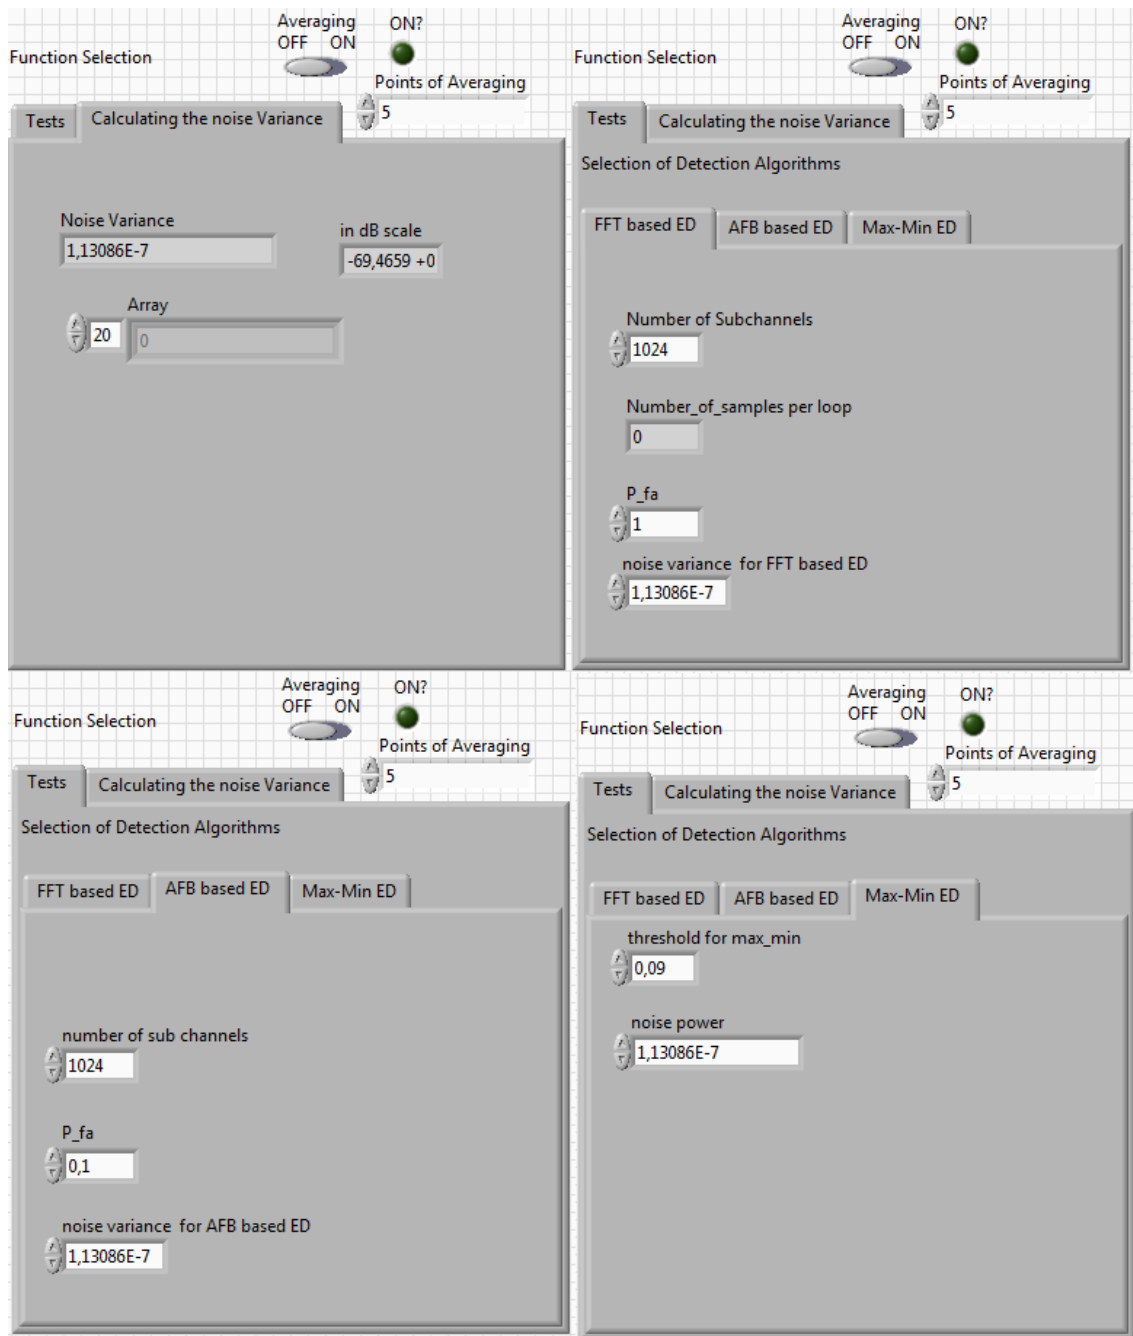 Averaging
OFF ON
ON?
Function Selection
Points of Averaging
5
Tests
Calculating the noise Variance
Noise Variance
1,13086E-7
in dB scale
-69,4659 +0
Array
20
0
Averaging
OFF ON
ON?
Function Selection
Points of Averaging
5
Tests
Calculating the noise Variance
Selection of Detection Algorithms
FFT based ED
AFB based ED
Max-Min ED
Number of Subchannels
1024
Number_of_samples per loop
0
P_fa
1
noise variance for FFT based ED
1,13086E-7
Averaging
OFF ON
ON?
Function Selection
Points of Averaging
5
Tests
Calculating the noise Variance
Selection of Detection Algorithms
FFT based ED
AFB based ED
Max-Min ED
number of sub channels
1024
P_fa
0,1
noise variance for AFB based ED
1,13086E-7
Averaging
OFF ON
ON?
Function Selection
Points of Averaging
5
Tests
Calculating the noise Variance
Selection of Detection Algorithms
FFT based ED
AFB based ED
Max-Min ED
threshold for max_min
0,09
noise power
1,13086E-7